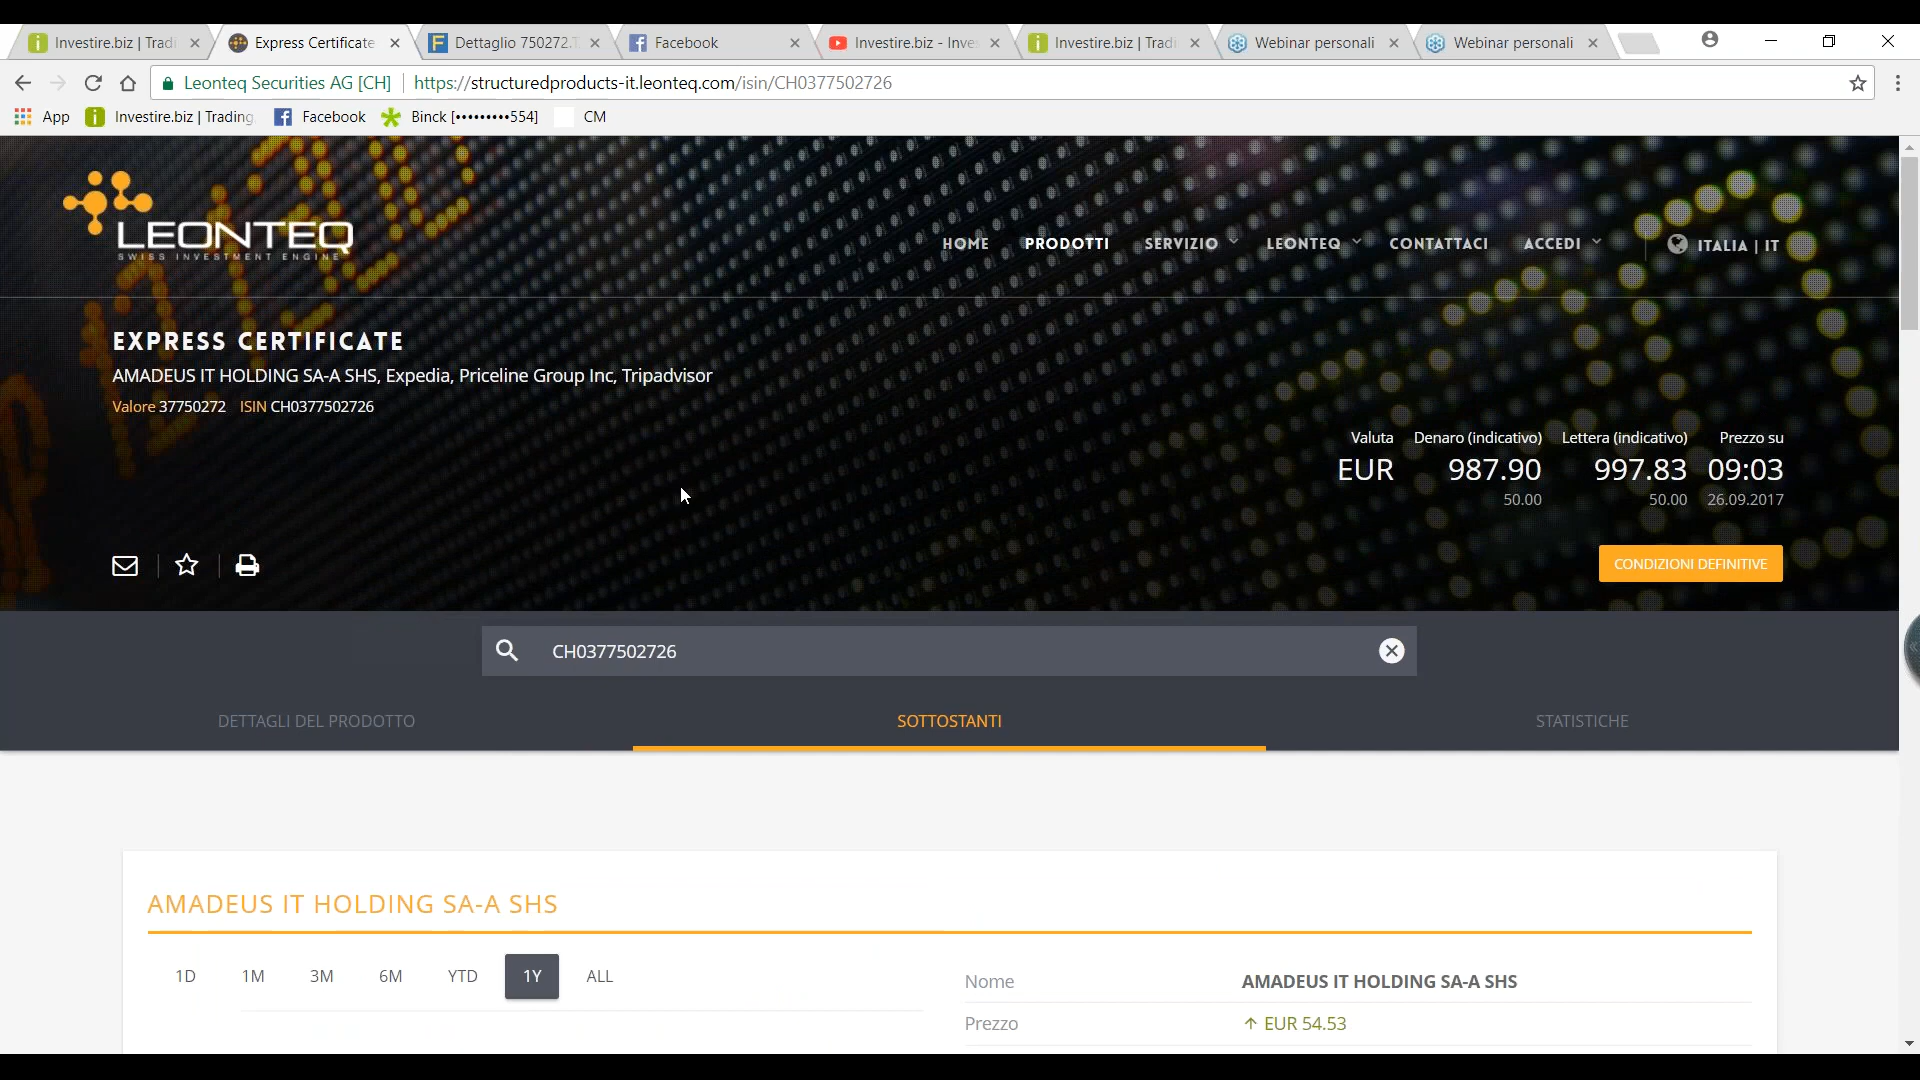 Investire.biz | Tradi
Express Certificate
Dettaglio 750272.T
Facebook
Investire.biz - Inves
Investire.biz | Tradi
Webinar personali
Webinar personali
Leonteq Securities AG [CH] https://structuredproducts-it.leonteq.com/isin/CH0377502726
App Investire.biz | Trading Facebook Binck [•••••••••554] CM
LEONTEQ
SWISS INVESTMENT ENGINE
HOME PRODOTTI SERVIZIO LEONTEQ CONTATTACI ACCEDI ITALIA | IT
EXPRESS CERTIFICATE
AMADEUS IT HOLDING SA-A SHS, Expedia, Priceline Group Inc, Tripadvisor
Valore 37750272 ISIN CH0377502726
Valuta Denaro (indicativo) Lettera (indicativo) Prezzo su
EUR 987.90 997.83 09:03
50.00 50.00 26.09.2017
CONDIZIONI DEFINITIVE
CH0377502726
DETTAGLI DEL PRODOTTO SOTTOSTANTI STATISTICHE
AMADEUS IT HOLDING SA-A SHS
1D 1M 3M 6M YTD 1Y ALL
Nome AMADEUS IT HOLDING SA-A SHS
Prezzo ↑ EUR 54.53